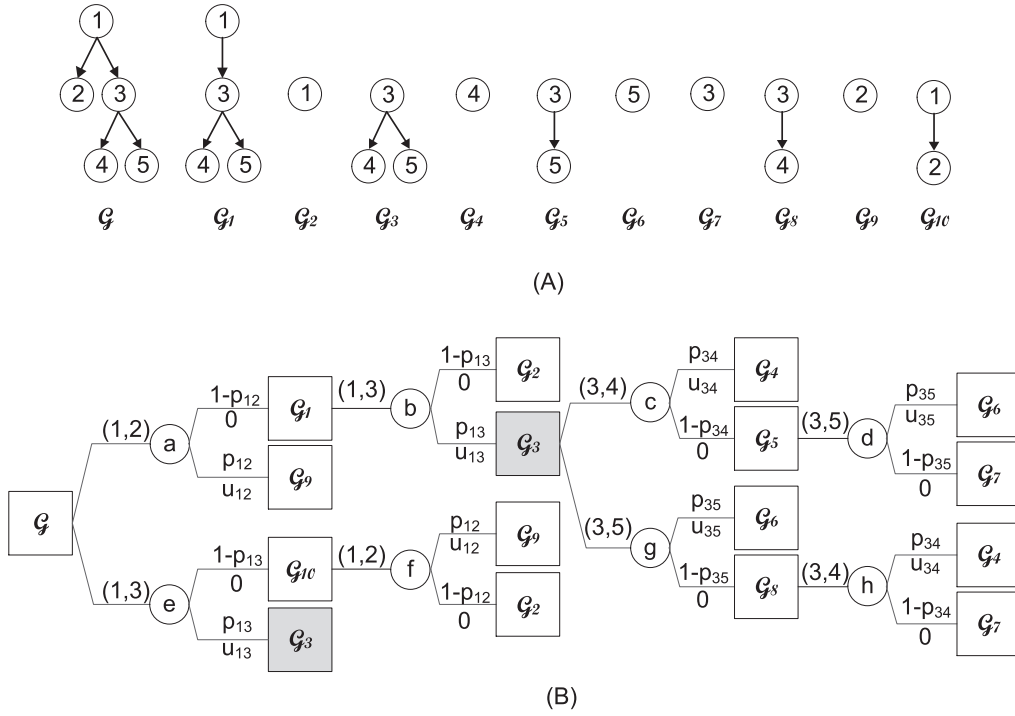 1 1
2 3 3 1 3 4 3 5 3 3 2 1
4 5 4 5 4 5 5 4 2
𝒢 𝒢1 𝒢2 𝒢3 𝒢4 𝒢5 𝒢6 𝒢7 𝒢8 𝒢9 𝒢10
(A)
𝒢
(1,2) a
1-p12
0
𝒢1
p12
u12
𝒢9
(1,3) b
1-p13
0
𝒢2
p13
u13
𝒢3
(3,4) c
p34
u34
𝒢4
1-p34
0
𝒢5
(3,5) d
p35
u35
𝒢6
1-p35
0
𝒢7
(3,5) g
p35
u35
𝒢6
1-p35
0
𝒢8
(3,4) h
p34
u34
𝒢4
1-p34
0
𝒢7
(1,3) e
1-p13
0
𝒢10
p13
u13
𝒢3
(1,2) f
p12
u12
𝒢9
1-p12
0
𝒢2
(B)